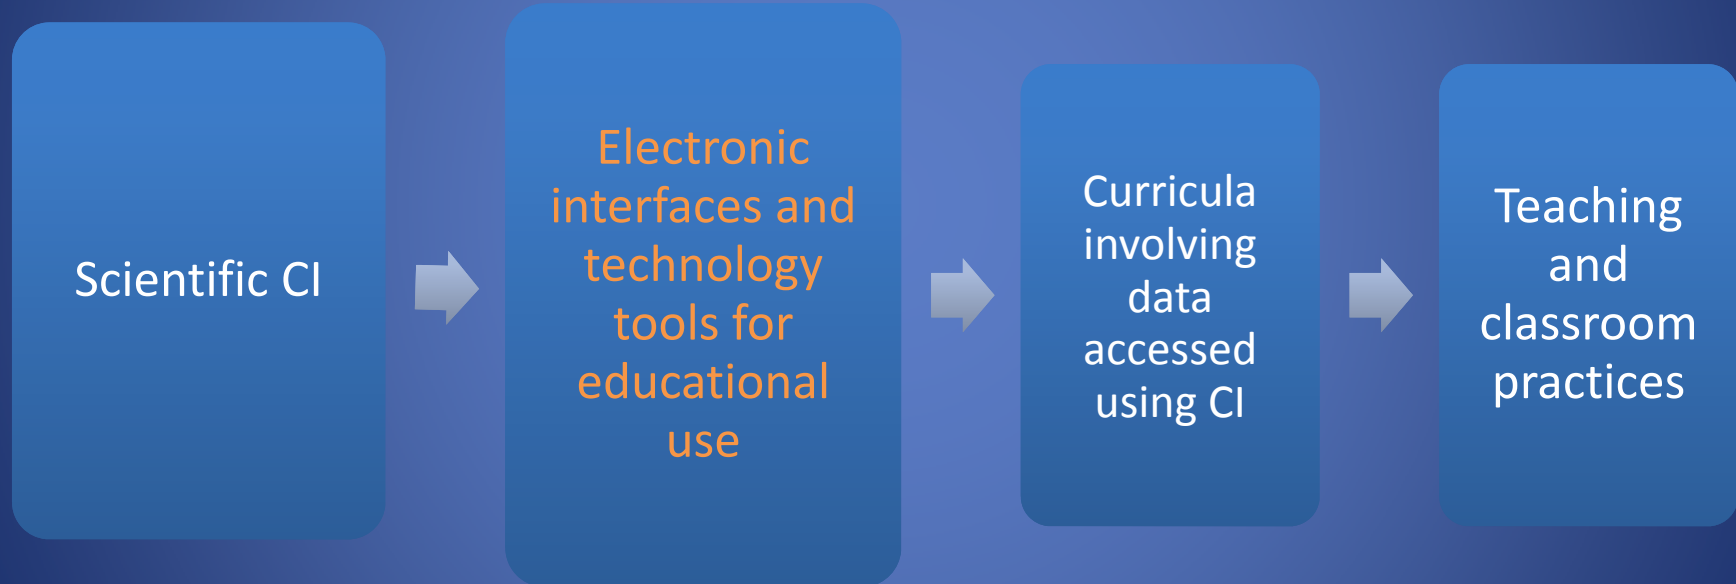 Scientific CI
Electronic
interfaces and
technology
tools for
educational
use
Curricula
involving
data
accessed
using CI
Teaching
and
classroom
practices